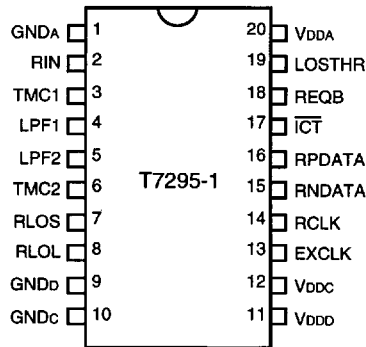 GNDA 1 20 VDDA
RIN 2 19 LOSTHR
TMC1 3 18 REQB
LPF1 4 17 ICT
LPF2 5 16 RPDATA
T7295-1
TMC2 6 15 RNDATA
RLOS 7 14 RCLK
RLOL 8 13 EXCLK
GNDD 9 12 VDDC
GNDC 10 11 VDDD